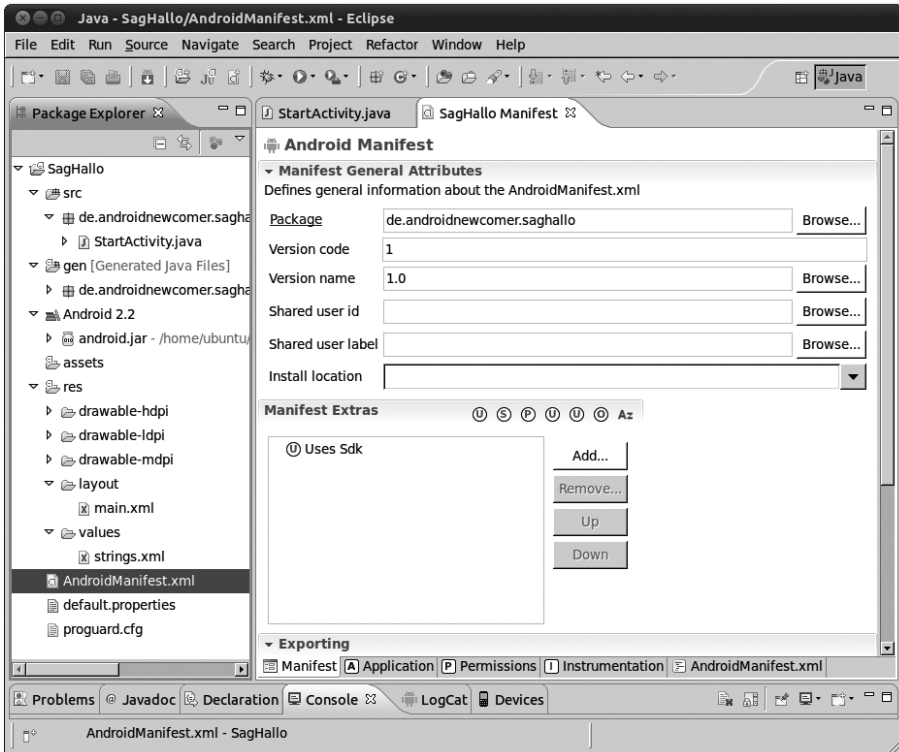 Java - SagHallo/AndroidManifest.xml - Eclipse
File Edit Run Source Navigate Search Project Refactor Window Help
Java
Package Explorer
StartActivity.java
SagHallo Manifest
SagHallo
src
de.androidnewcomer.sagha
StartActivity.java
gen [Generated Java Files]
de.androidnewcomer.sagha
Android 2.2
android.jar - /home/ubuntu/
assets
res
drawable-hdpi
drawable-ldpi
drawable-mdpi
layout
main.xml
values
strings.xml
AndroidManifest.xml
default.properties
proguard.cfg
Android Manifest
Manifest General Attributes
Defines general information about the AndroidManifest.xml
Package de.androidnewcomer.saghallo Browse...
Version code 1
Version name 1.0 Browse...
Shared user id Browse...
Shared user label Browse...
Install location
Manifest Extras U S P U U O Az
U Uses Sdk
Add...
Remove...
Up
Down
Exporting
Manifest A Application P Permissions I Instrumentation AndroidManifest.xml
Problems @ Javadoc Declaration Console LogCat Devices
AndroidManifest.xml - SagHallo